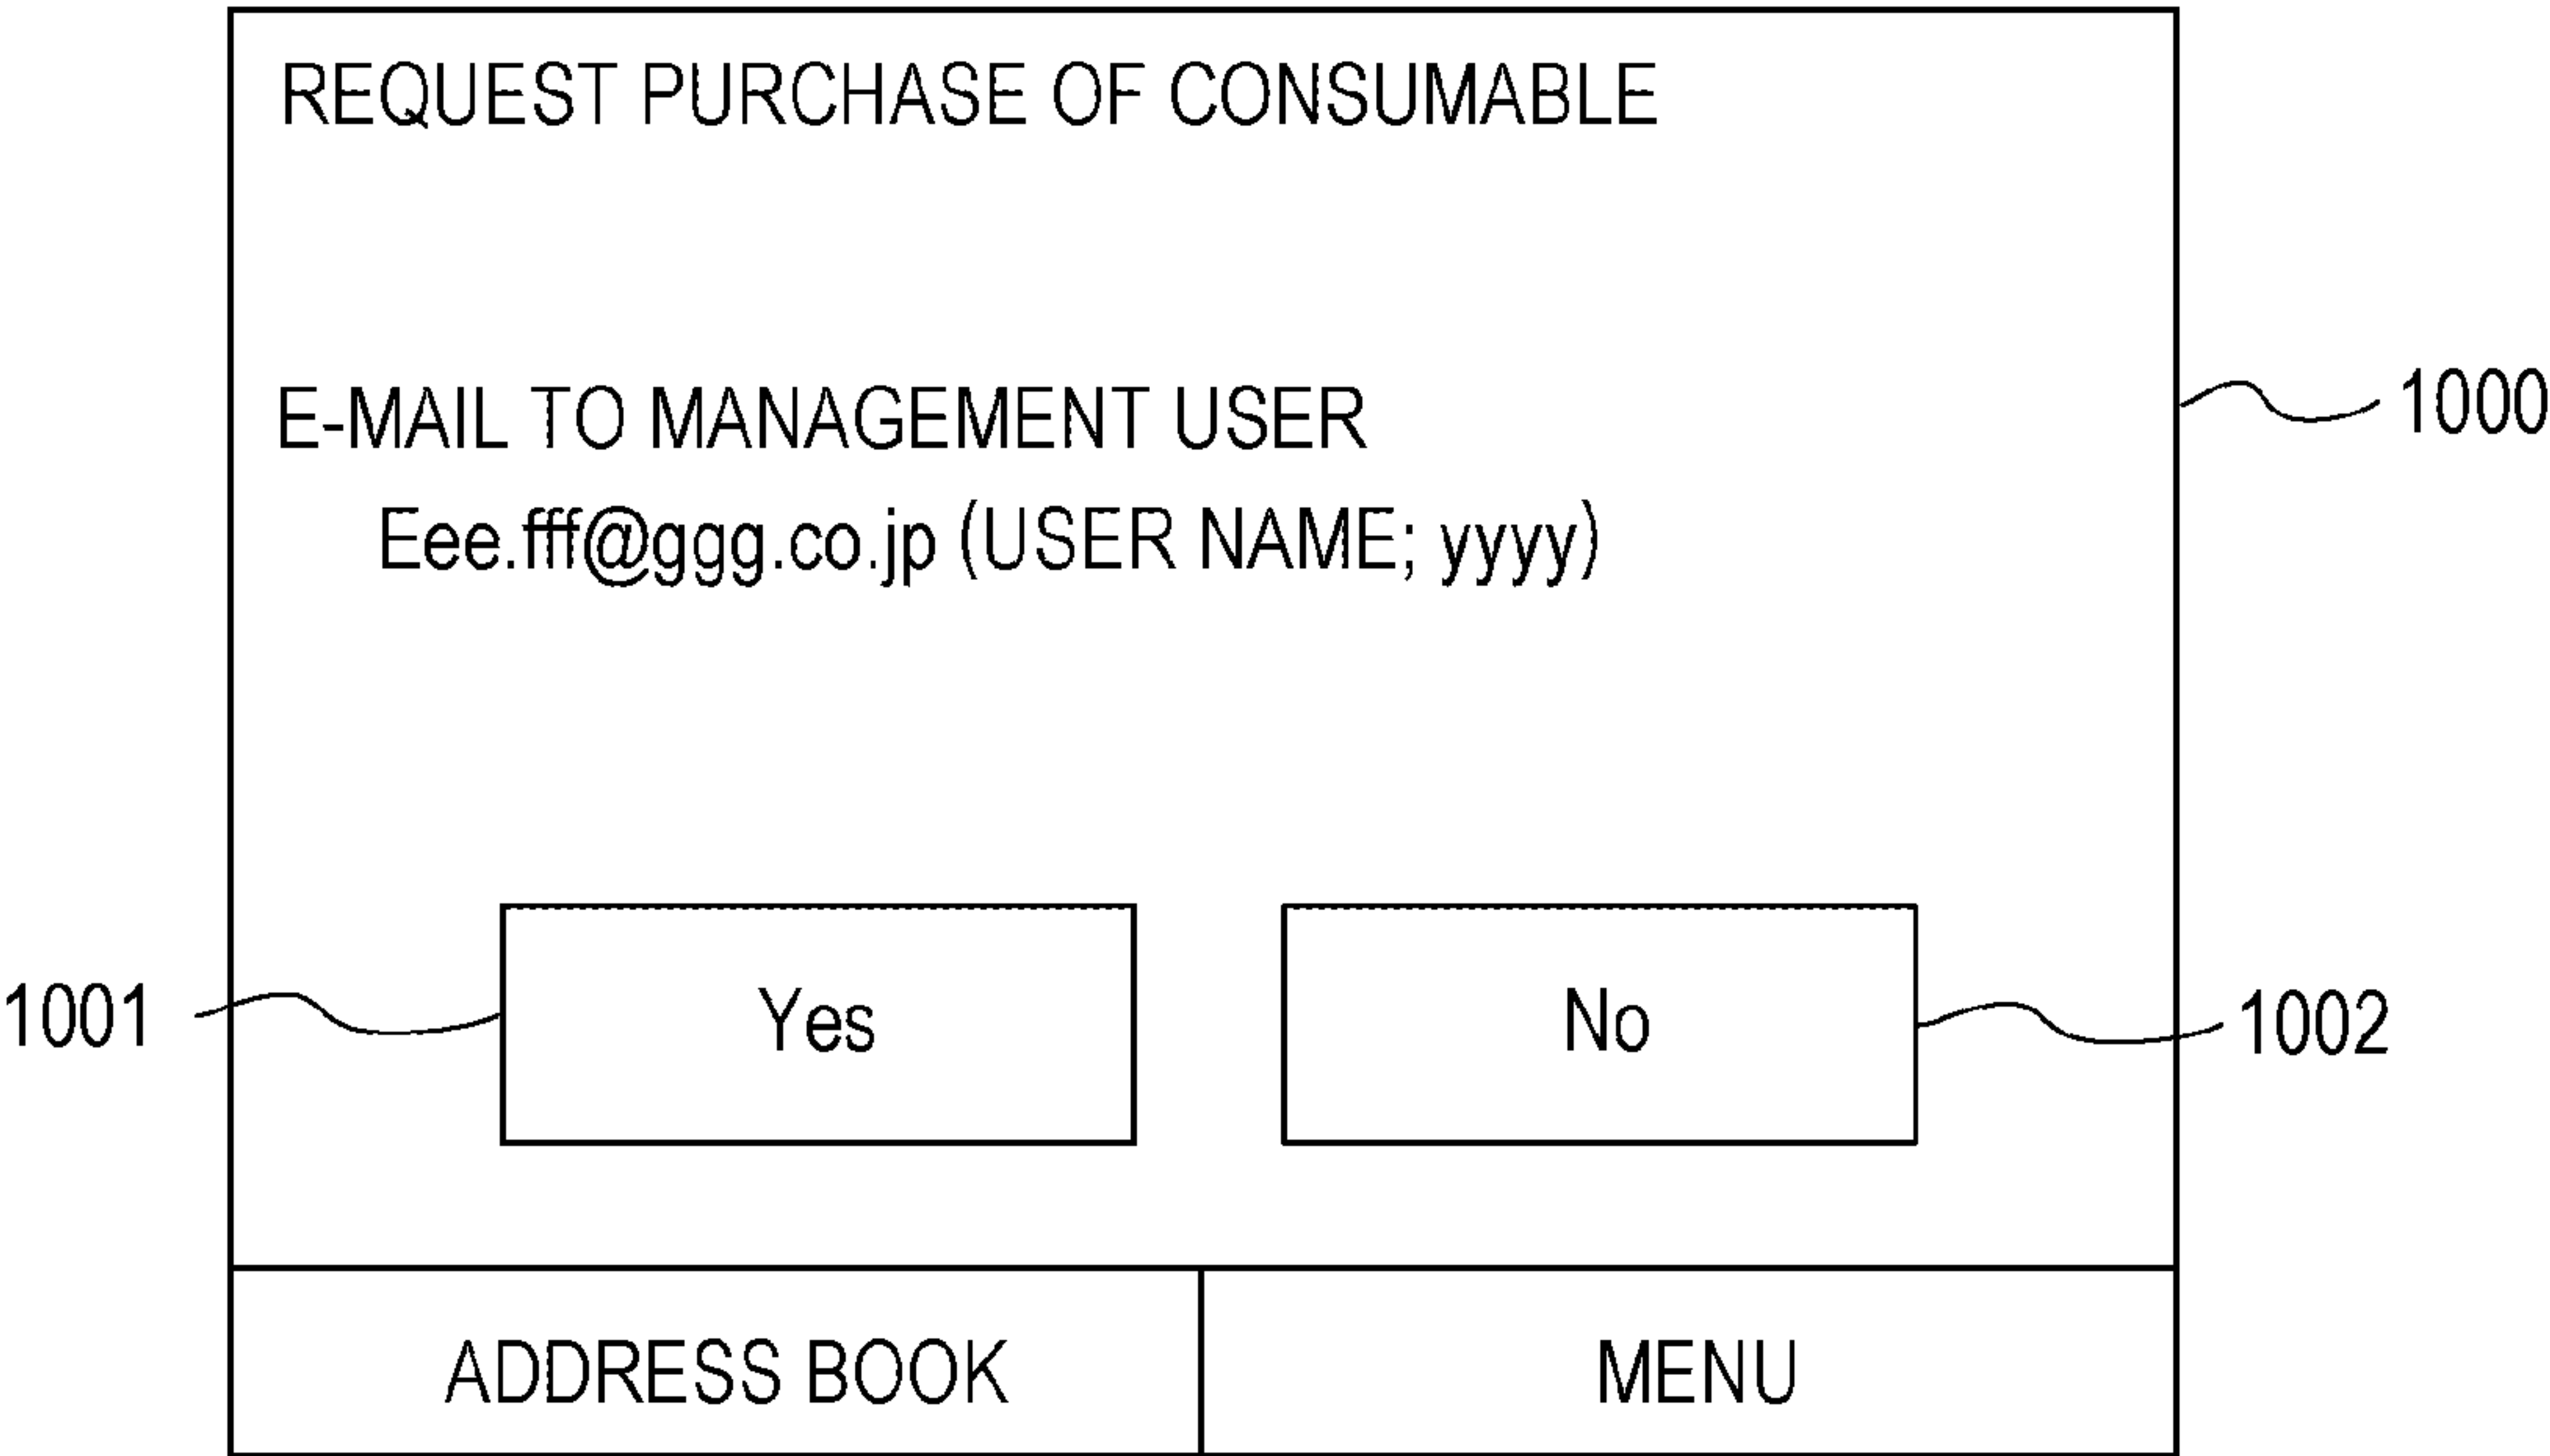 REQUEST PURCHASE OF CONSUMABLE
E-MAIL TO MANAGEMENT USER
Eee.fff@ggg.co.jp (USER NAME; yyyy)
1000
1001
Yes
No
1002
ADDRESS BOOK
MENU